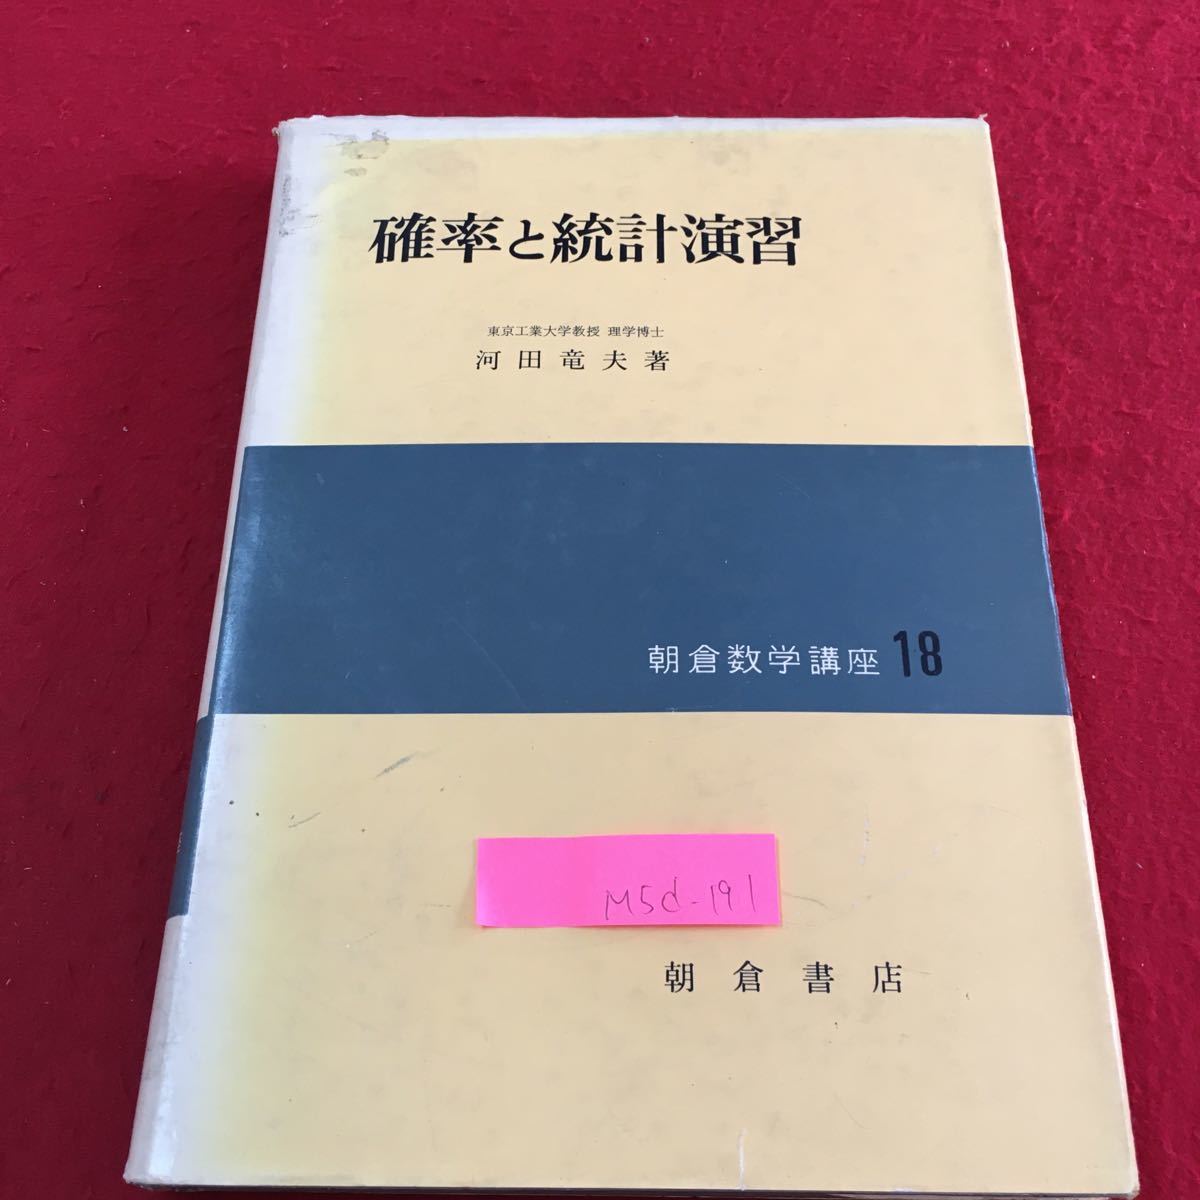 確率と統計演習
東京工業大学教授 理学博士
河田竜夫著
朝倉数学講座 18
M5d-191
朝倉書店